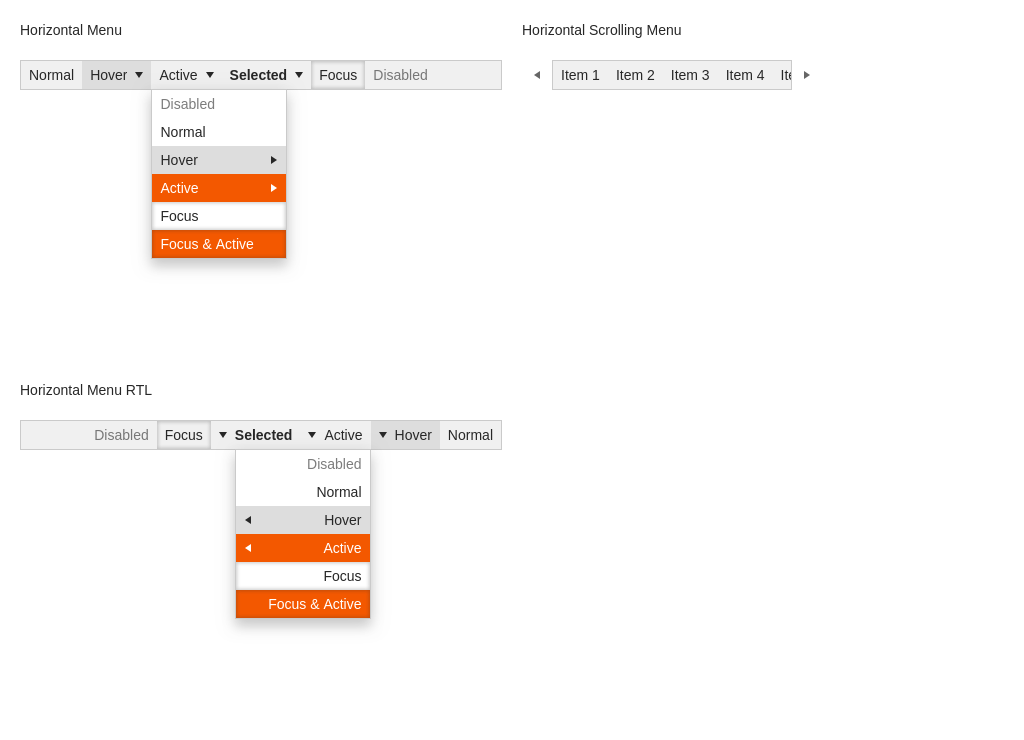 Horizontal Menu
Normal Hover Active Selected Focus Disabled
Disabled
Normal
Hover
Active
Focus
Focus & Active
Horizontal Scrolling Menu
Item 1 Item 2 Item 3 Item 4
Horizontal Menu RTL
Disabled Focus Selected Active Hover Normal
Disabled
Normal
Hover
Active
Focus
Focus & Active